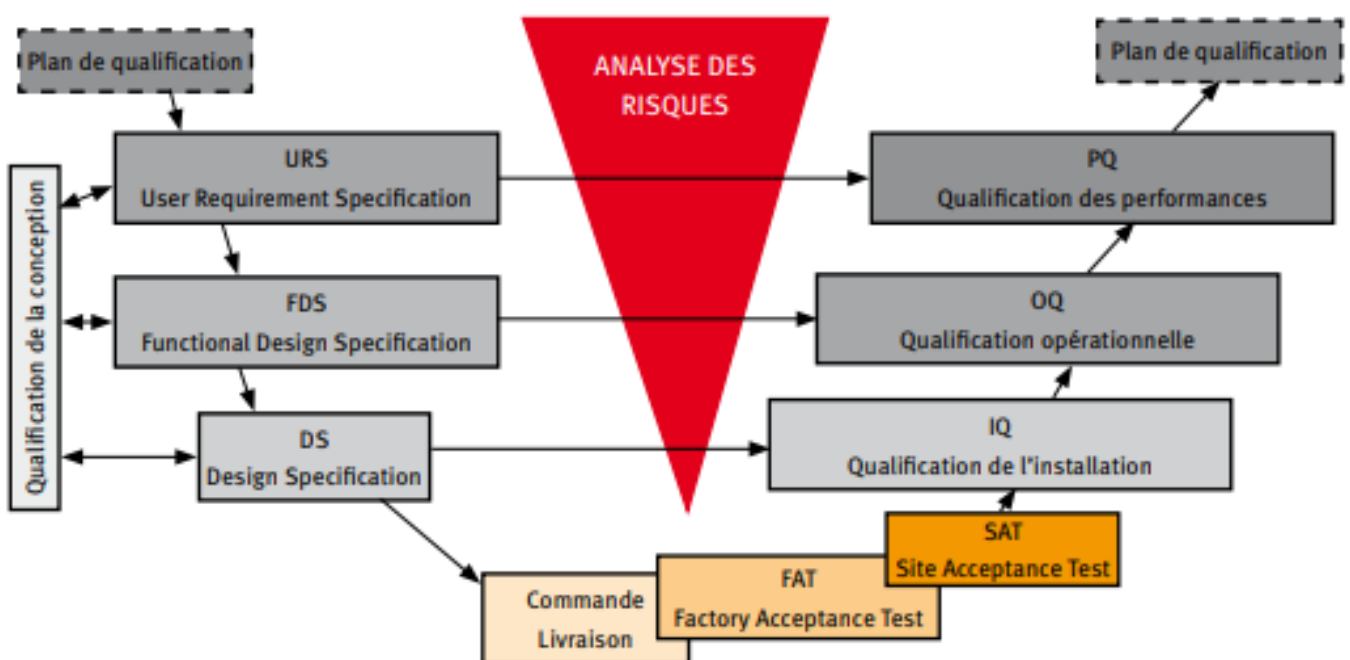 Plan de qualification
ANALYSE DES
RISQUES
Plan de qualification
Qualification de la conception
URS
User Requirement Specification
PQ
Qualification des performances
FDS
Functional Design Specification
OQ
Qualification opérationnelle
DS
Design Specification
IQ
Qualification de l'installation
SAT
Site Acceptance Test
FAT
Factory Acceptance Test
Commande
Livraison